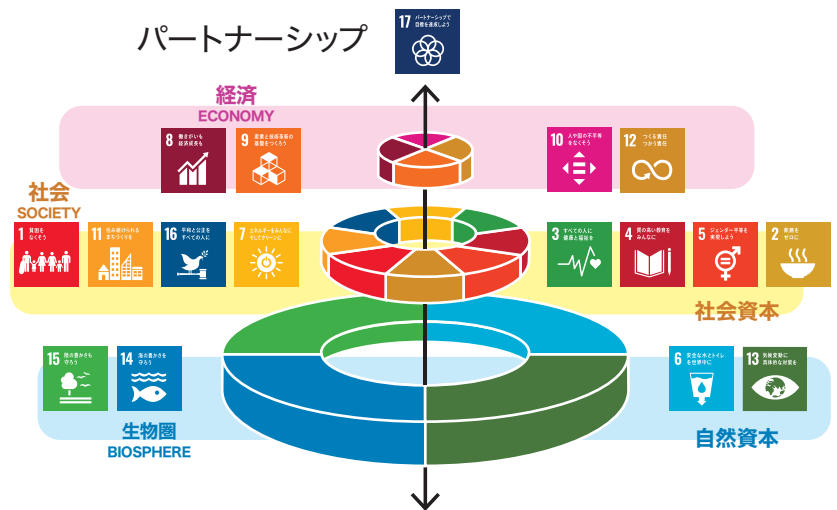 パートナーシップ
17 パートナーシップで
目標を達成しよう
経済
ECONOMY
8 働きがいも
経済成長も
9 産業と技術革新の
基盤をつくろう
10 人や国の不平等
をなくそう
12 つくる責任
つかう責任
社会
SOCIETY
1 貧困を
なくそう
11 住み続けられる
まちづくりを
16 平和と公正を
すべての人に
7 エネルギーをみんなに
そしてクリーンに
3 すべての人に
健康と福祉を
4 質の高い教育を
みんなに
5 ジェンダー平等を
実現しよう
2 飢餓を
ゼロに
社会資本
15 陸の豊かさも
守ろう
14 海の豊かさを
守ろう
6 安全な水とトイレ
を世界中に
13 気候変動に
具体的な対策を
生物圏
BIOSPHERE
自然資本